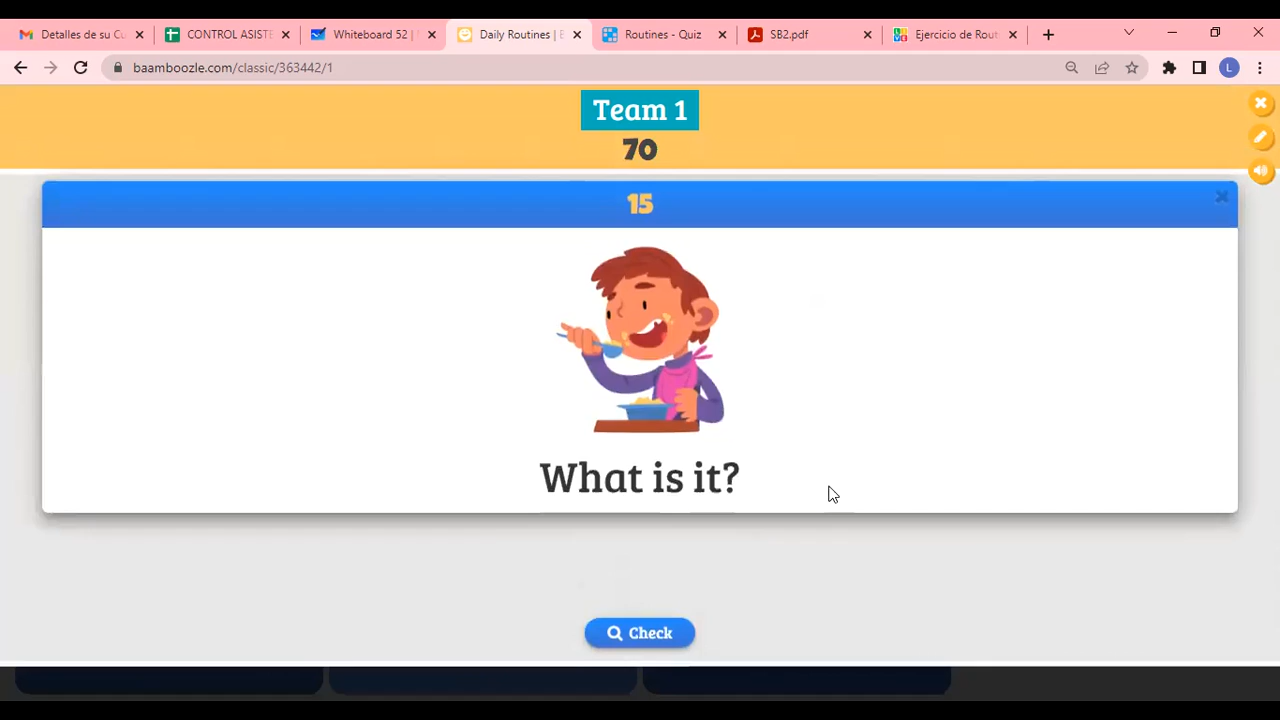 Detalles de su Cu
CONTROL ASISTE
Whiteboard 52 |
Daily Routines | B
Routines - Quiz
SB2.pdf
Ejercicio de Rout
baamboozle.com/classic/363442/1
L
Team 1
70
15
What is it?
Check